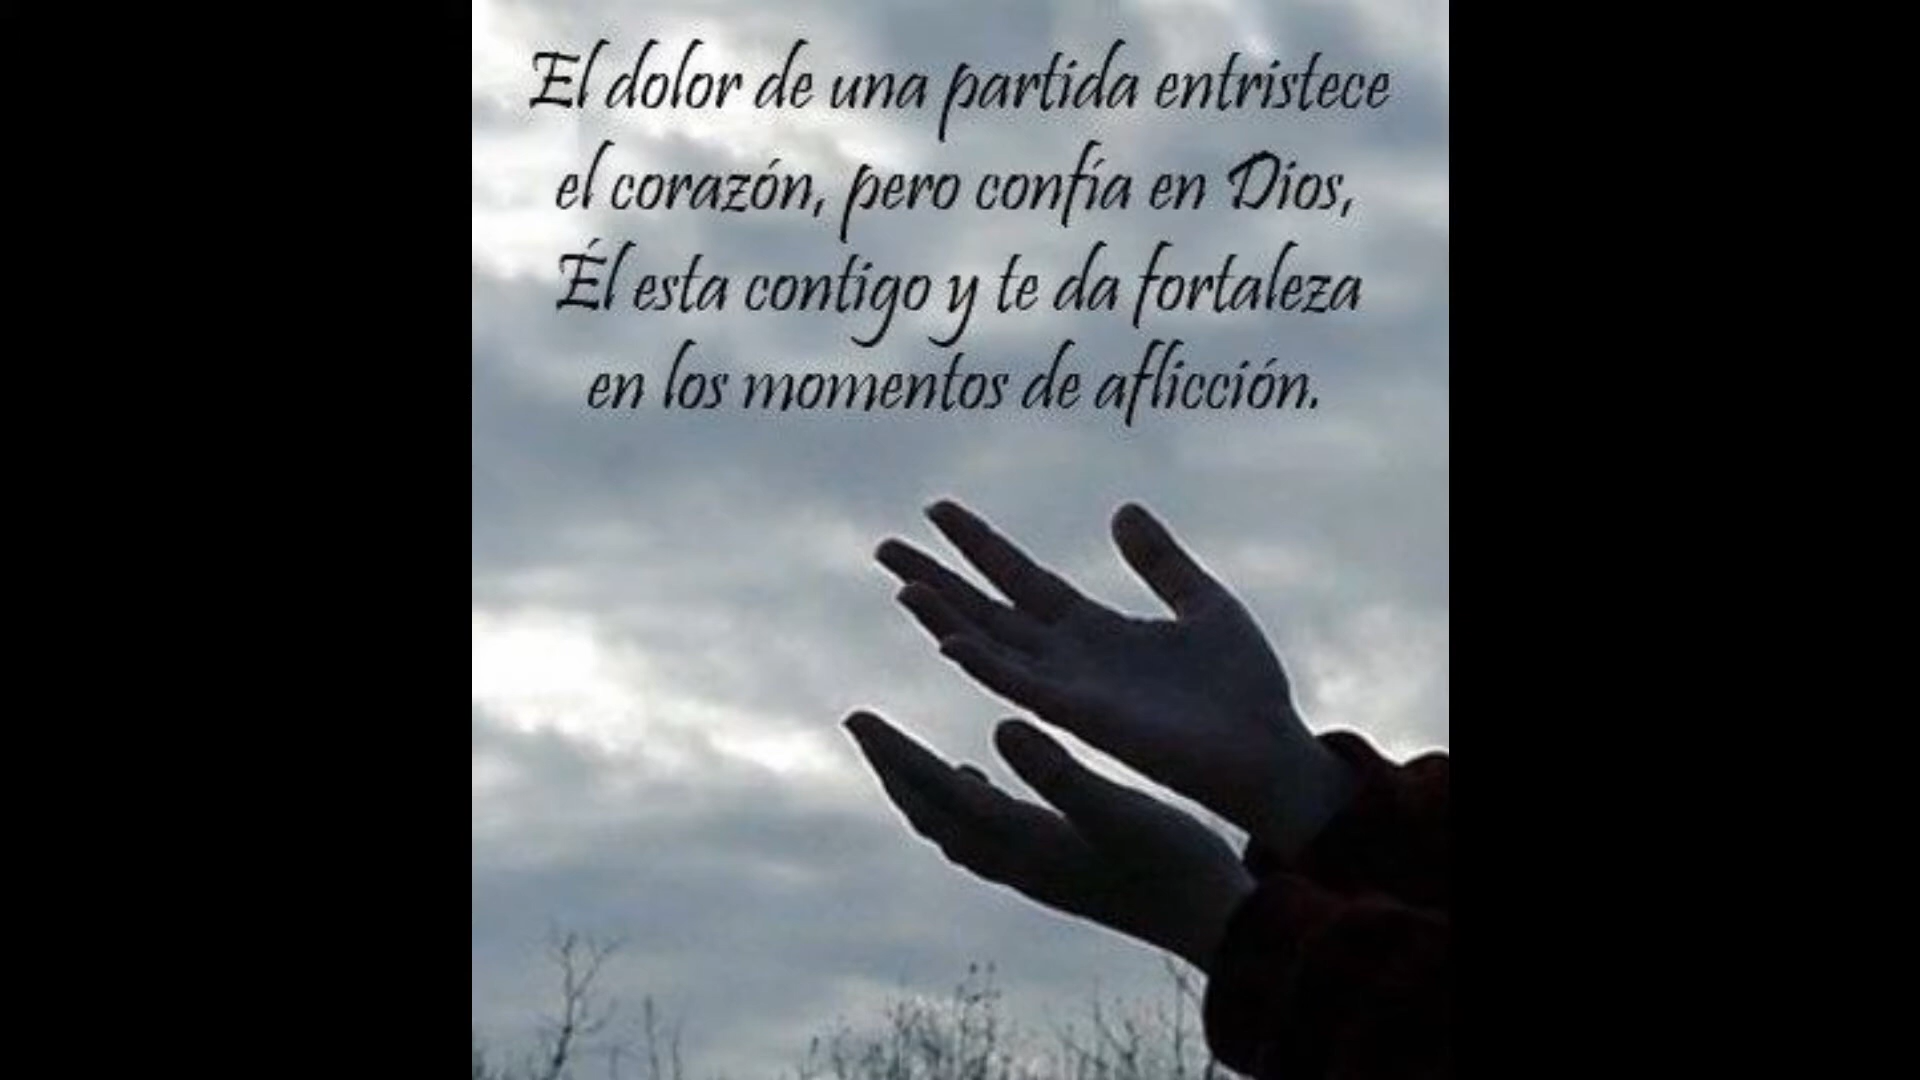 El dolor de una partida entristece
el corazón, pero confía en Dios,
Él esta contigo y te da fortaleza
en los momentos de aflicción.